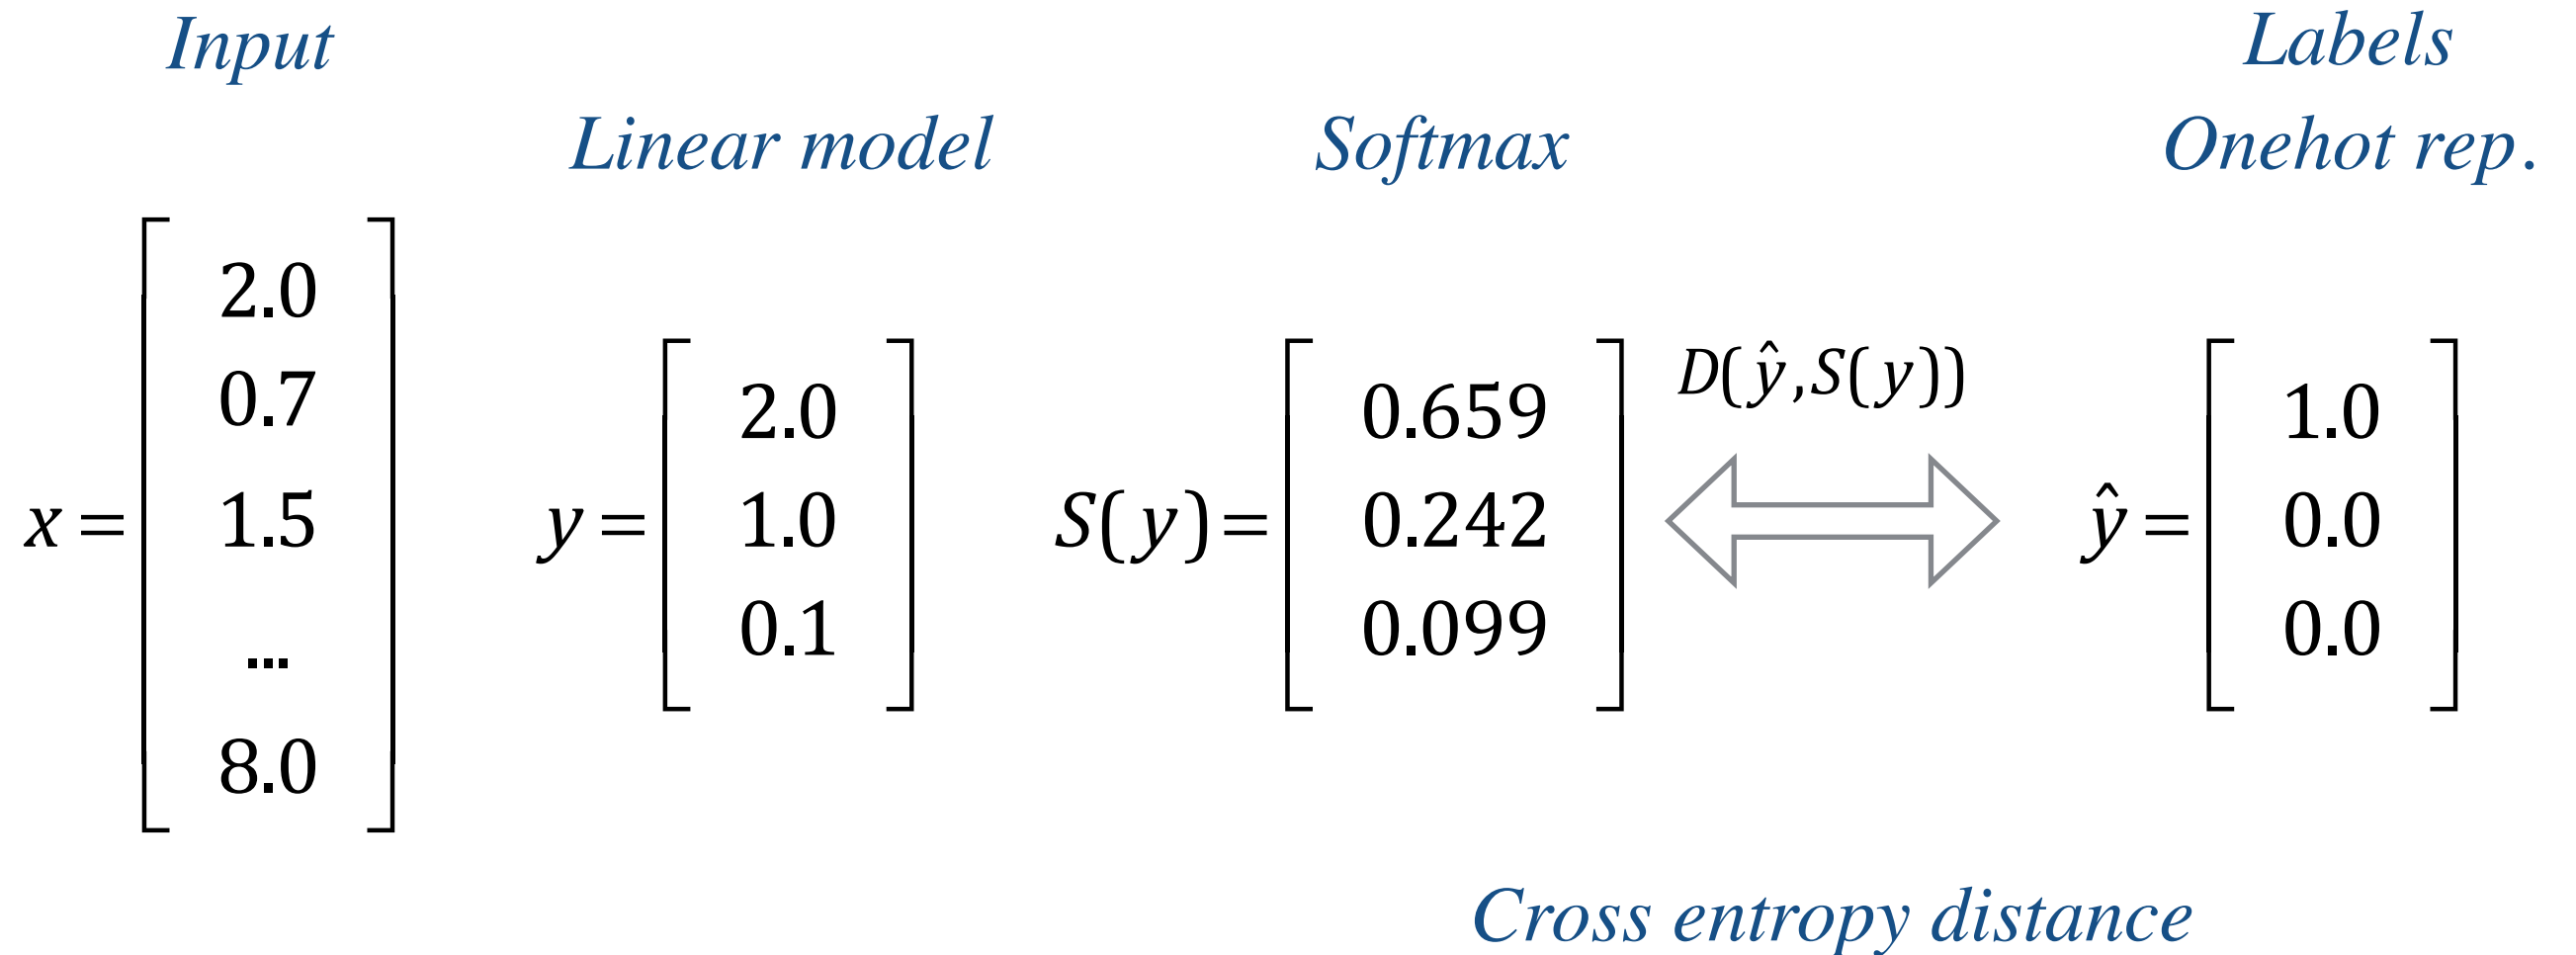 Input
Labels
Linear model
Softmax
Onehot rep.
x =
2.0
0.7
1.5
...
8.0
y =
2.0
1.0
0.1
S(y) =
0.659
0.242
0.099
D(ŷ,S(y))
ŷ =
1.0
0.0
0.0
Cross entropy distance